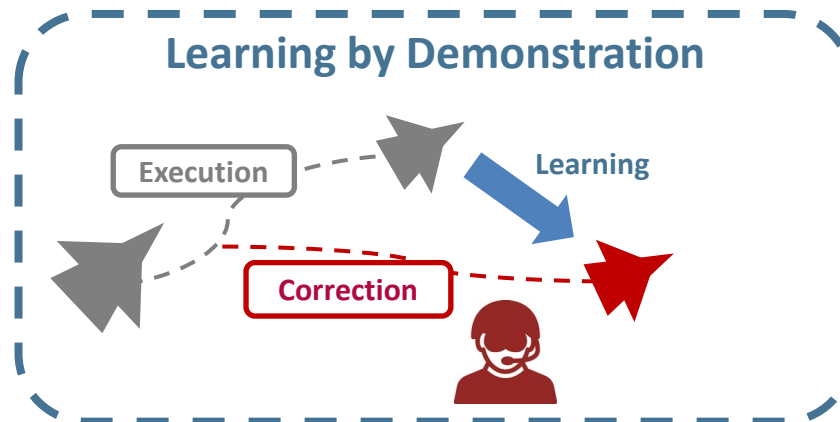 Learning by Demonstration
Execution
Learning
Correction